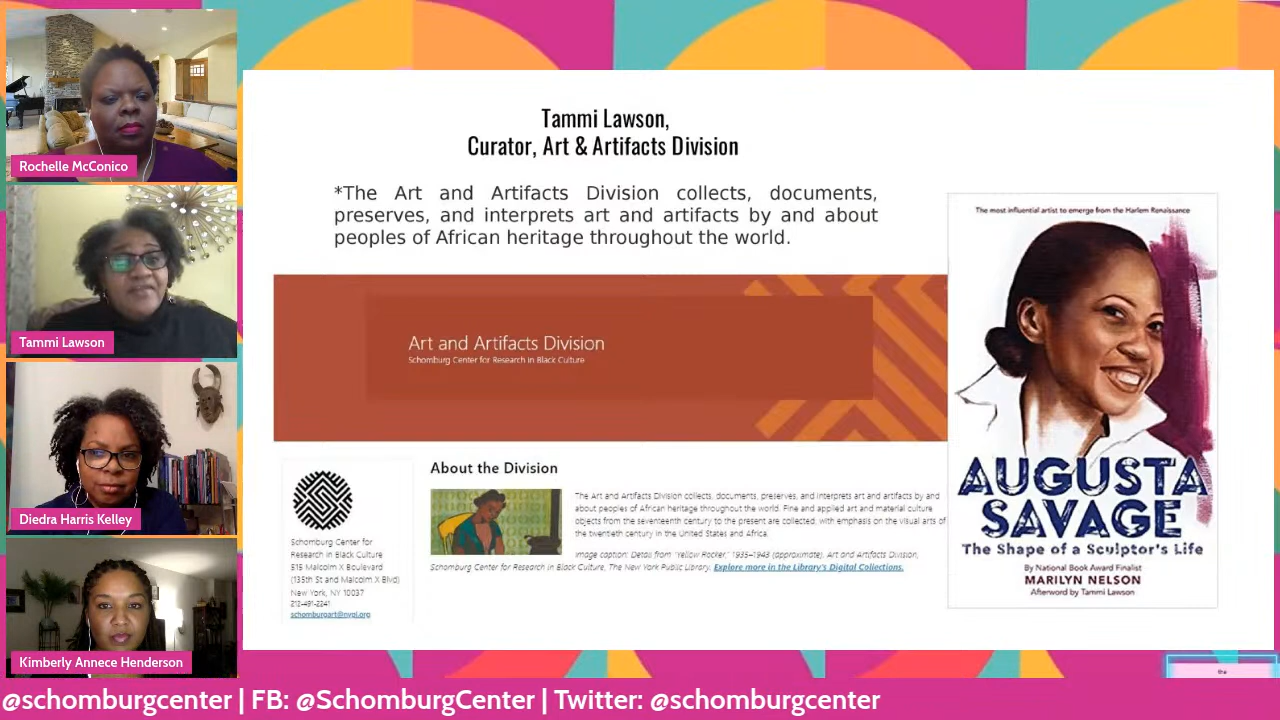 Rochelle McConico
Tammi Lawson
Diedra Harris Kelley
Kimberly Annece Henderson
Tammi Lawson,
Curator, Art & Artifacts Division
*The Art and Artifacts Division collects, documents,
preserves, and interprets art and artifacts by and about
peoples of African heritage throughout the world.
Art and Artifacts Division
Schomburg Center for Research in Black Culture
Schomburg Center for
Research in Black Culture
515 Malcolm X Boulevard
(135th St and Malcolm X Blvd)
New York, NY 10037
212-491-2241
schomburgart@nypl.org
About the Division
The Art and Artifacts Division collects, documents, preserves, and interprets art and artifacts by and
about peoples of African heritage throughout the world. Fine and applied art and material culture
objects from the seventeenth century to the present are collected, with emphasis on the visual arts of
the twentieth century in the United States and Africa.
Image caption: Detail from "Yellow Rocker," 1935-1943 (approximate). Art and Artifacts Division,
Schomburg Center for Research in Black Culture, The New York Public Library. Explore more in the Library's Digital Collections.
The most influential artist to emerge from the Harlem Renaissance
AUGUSTA
SAVAGE
The Shape of a Sculptor's Life
By National Book Award Finalist
MARILYN NELSON
Afterword by Tammi Lawson
the
@schomburgcenter | FB: @SchomburgCenter | Twitter: @schomburgcenter